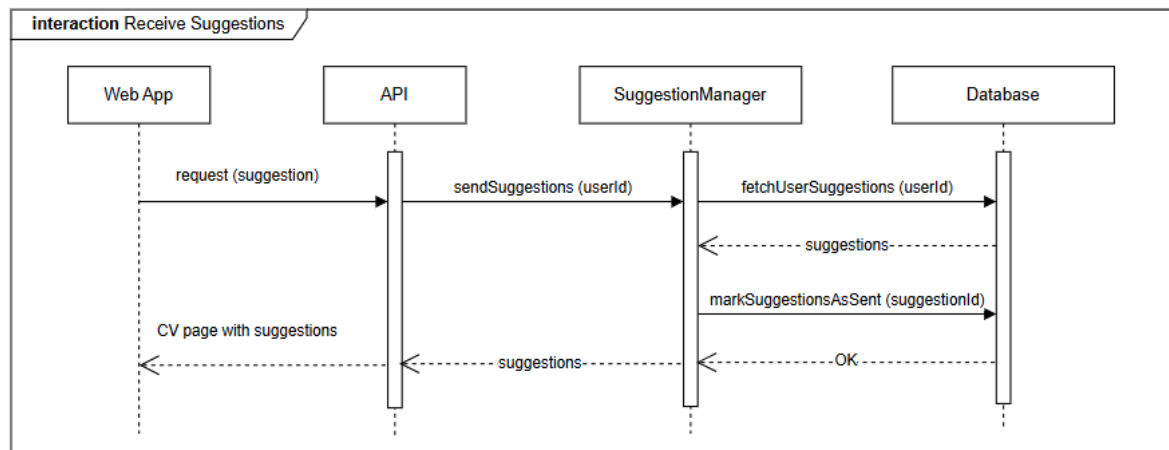 interaction Receive Suggestions
Web App
API
SuggestionManager
Database
request (suggestion)
sendSuggestions (userId)
fetchUserSuggestions (userId)
suggestions
markSuggestionsAsSent (suggestionId)
CV page with suggestions
suggestions
OK